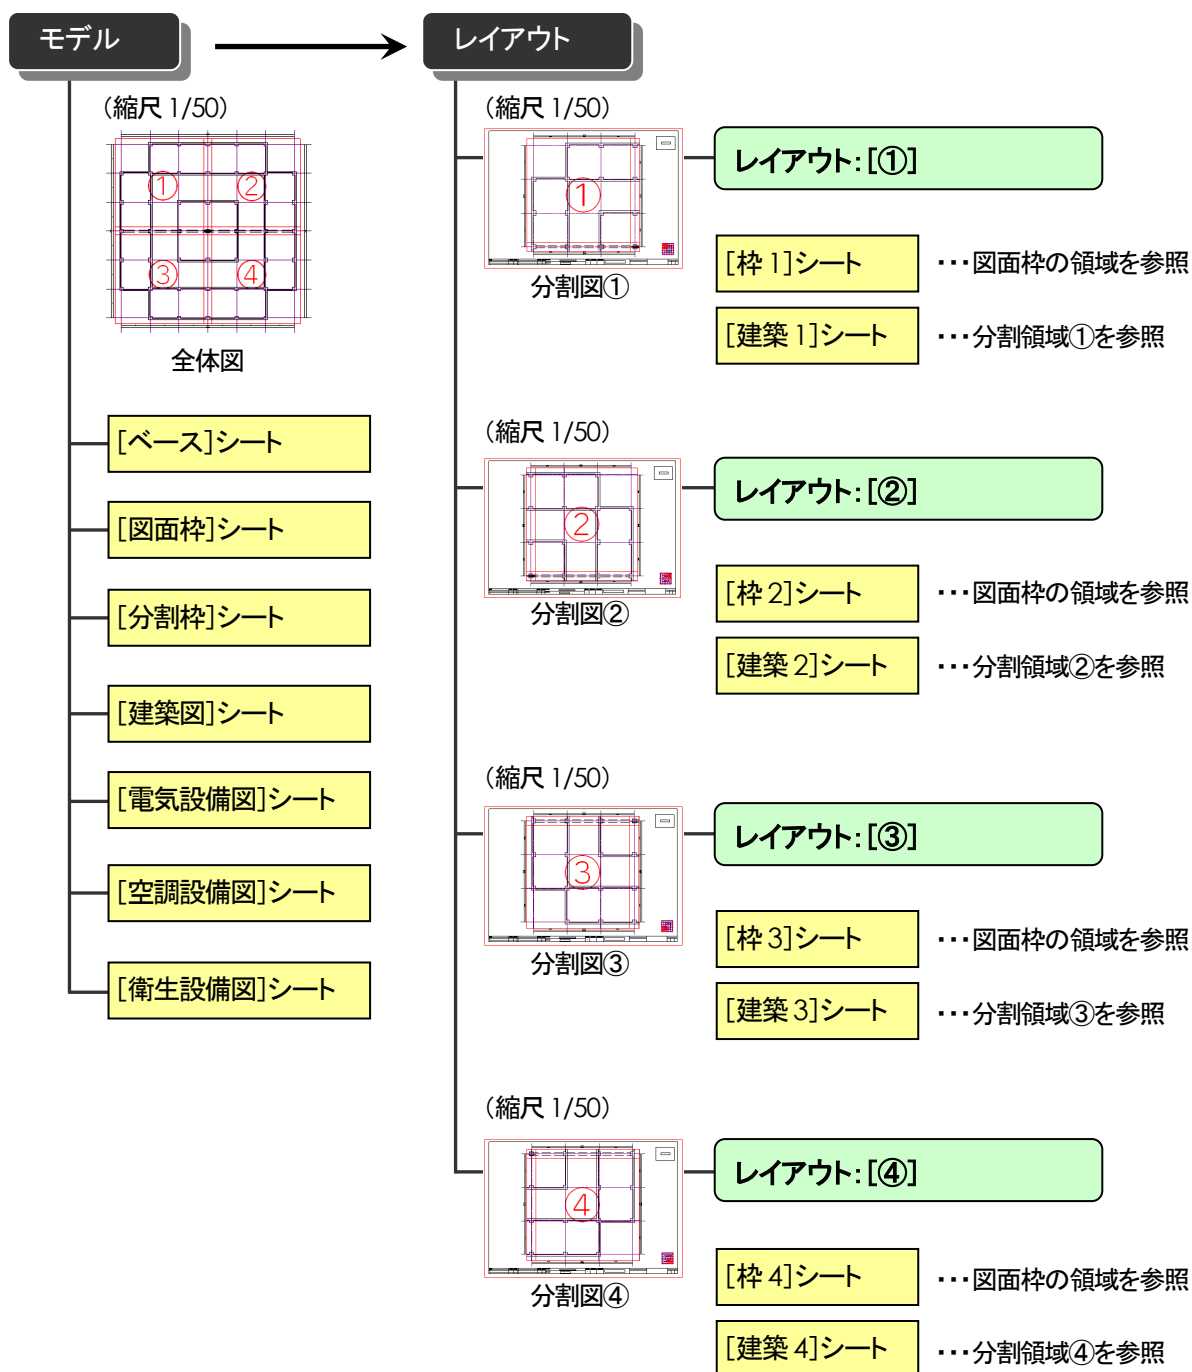 モデル
レイアウト
(縮尺 1/50)
①
②
③
④
全体図
[ベース]シート
[図面枠]シート
[分割枠]シート
[建築図]シート
[電気設備図]シート
[空調設備図]シート
[衛生設備図]シート
(縮尺 1/50)
①
分割図①
レイアウト:[①]
[枠 1]シート
・・・図面枠の領域を参照
[建築 1]シート
・・・分割領域①を参照
(縮尺 1/50)
②
分割図②
レイアウト:[②]
[枠 2]シート
・・・図面枠の領域を参照
[建築 2]シート
・・・分割領域②を参照
(縮尺 1/50)
③
分割図③
レイアウト:[③]
[枠 3]シート
・・・図面枠の領域を参照
[建築 3]シート
・・・分割領域③を参照
(縮尺 1/50)
④
分割図④
レイアウト:[④]
[枠 4]シート
・・・図面枠の領域を参照
[建築 4]シート
・・・分割領域④を参照